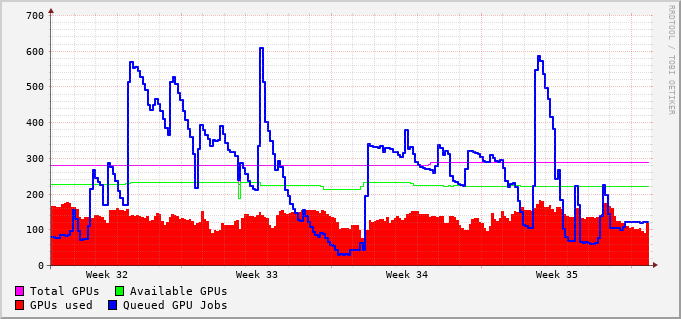 700
600
500
400
300
200
100
0
Week 32 Week 33 Week 34 Week 35
Total GPUs Available GPUs
GPUs used Queued GPU Jobs
RRDTOOL / TOBI OETIKER